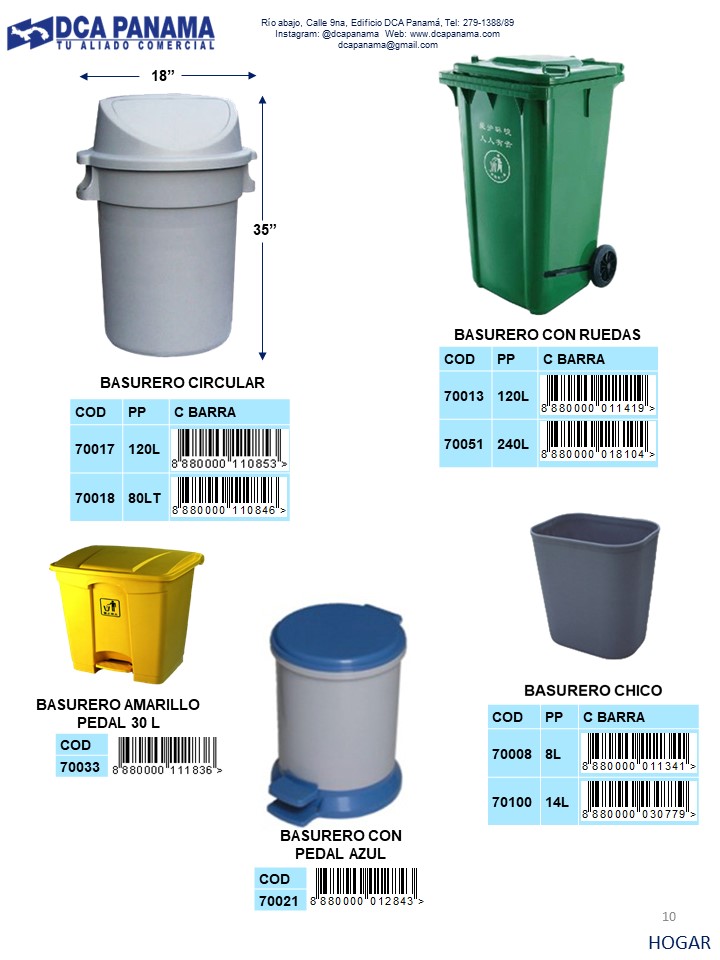 DCA PANAMA
TU ALIADO COMERCIAL
Río abajo, Calle 9na, Edificio DCA Panamá, Tel: 279-1388/89
Instagram: @dcapanama Web: www.dcapanama.com
dcapanama@gmail.com
18”
35”
BASURERO CIRCULAR
COD PP C BARRA
70017 120L 8 880000 110853 >
70018 80LT 8 880000 110846 >
人人有责
BASURERO CON RUEDAS
COD PP C BARRA
70013 120L 8 880000 011419 >
70051 240L 8 880000 018104 >
BASURERO AMARILLO
PEDAL 30 L
COD
70033 8 880000 111836 >
BASURERO CON
PEDAL AZUL
COD
70021 8 880000 012843 >
BASURERO CHICO
COD PP C BARRA
70008 8L 8 880000 011341 >
70100 14L 8 880000 030779 >
10
HOGAR